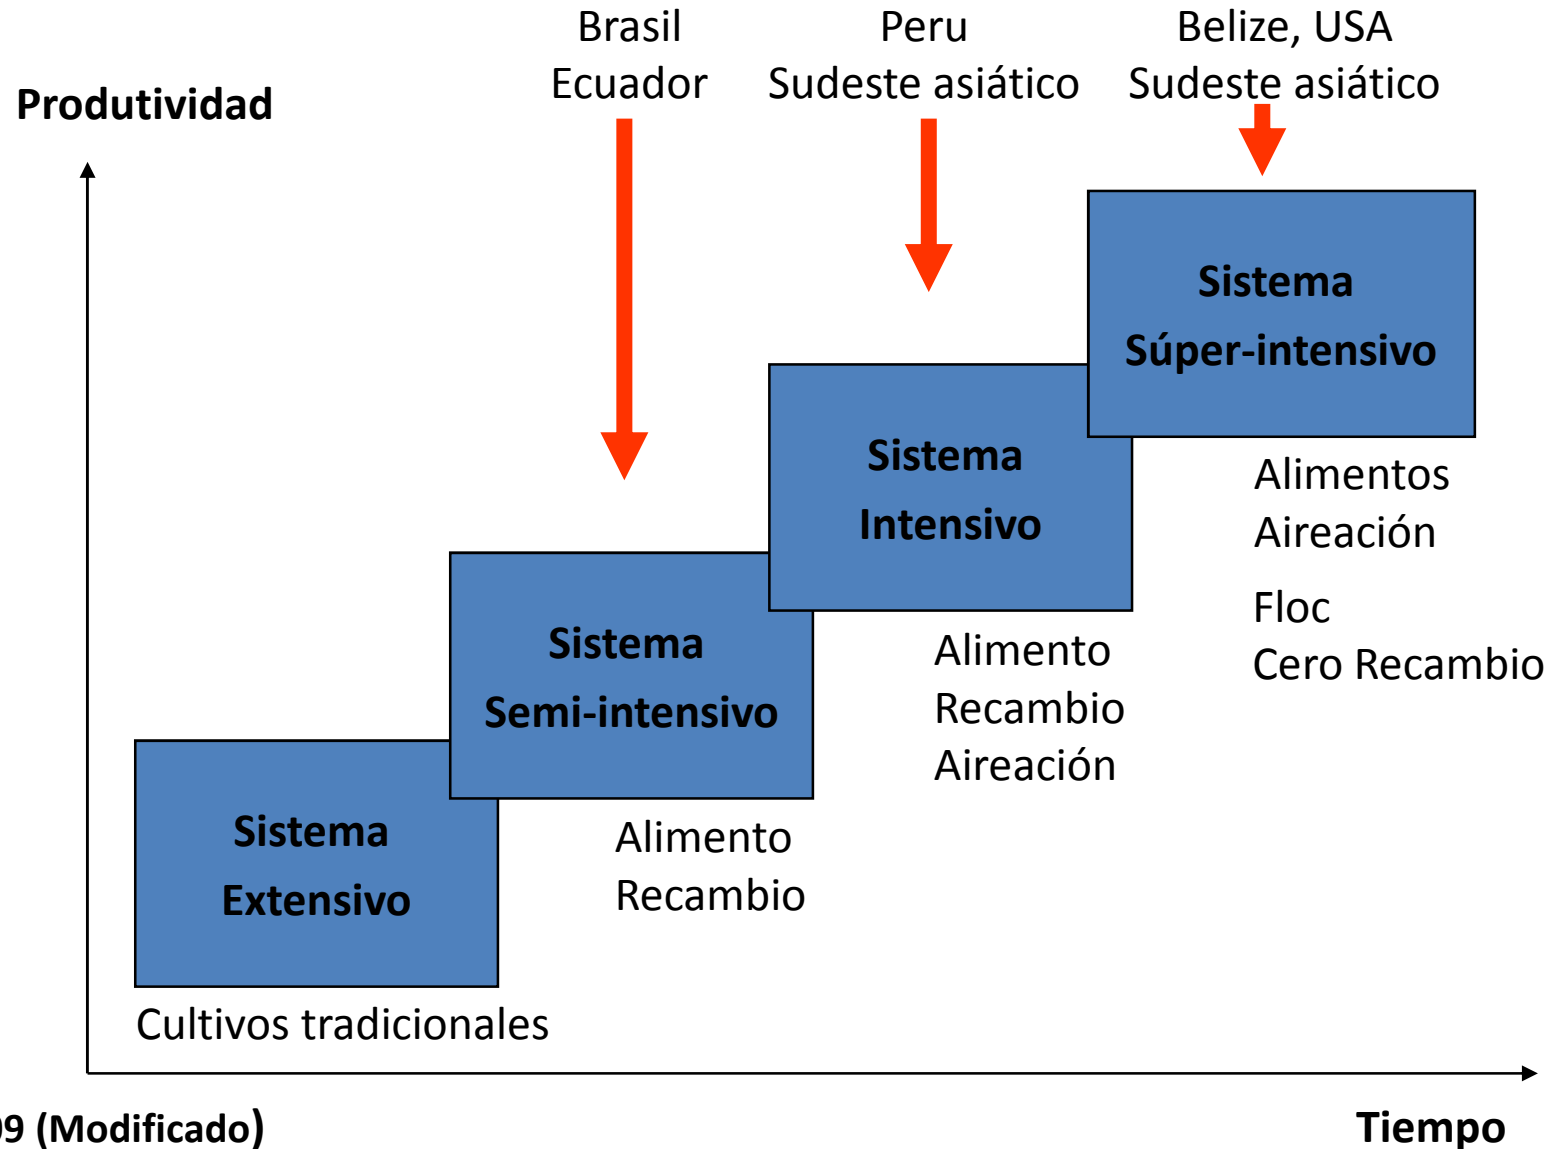 Brasil
Ecuador
Peru
Sudeste asiático
Belize, USA
Sudeste asiático
Produtividad
Sistema
Súper-intensivo
Sistema
Intensivo
Alimentos
Aireación
Floc
Cero Recambio
Sistema
Semi-intensivo
Alimento
Recambio
Aireación
Sistema
Extensivo
Alimento
Recambio
Cultivos tradicionales
09 (Modificado)
Tiempo